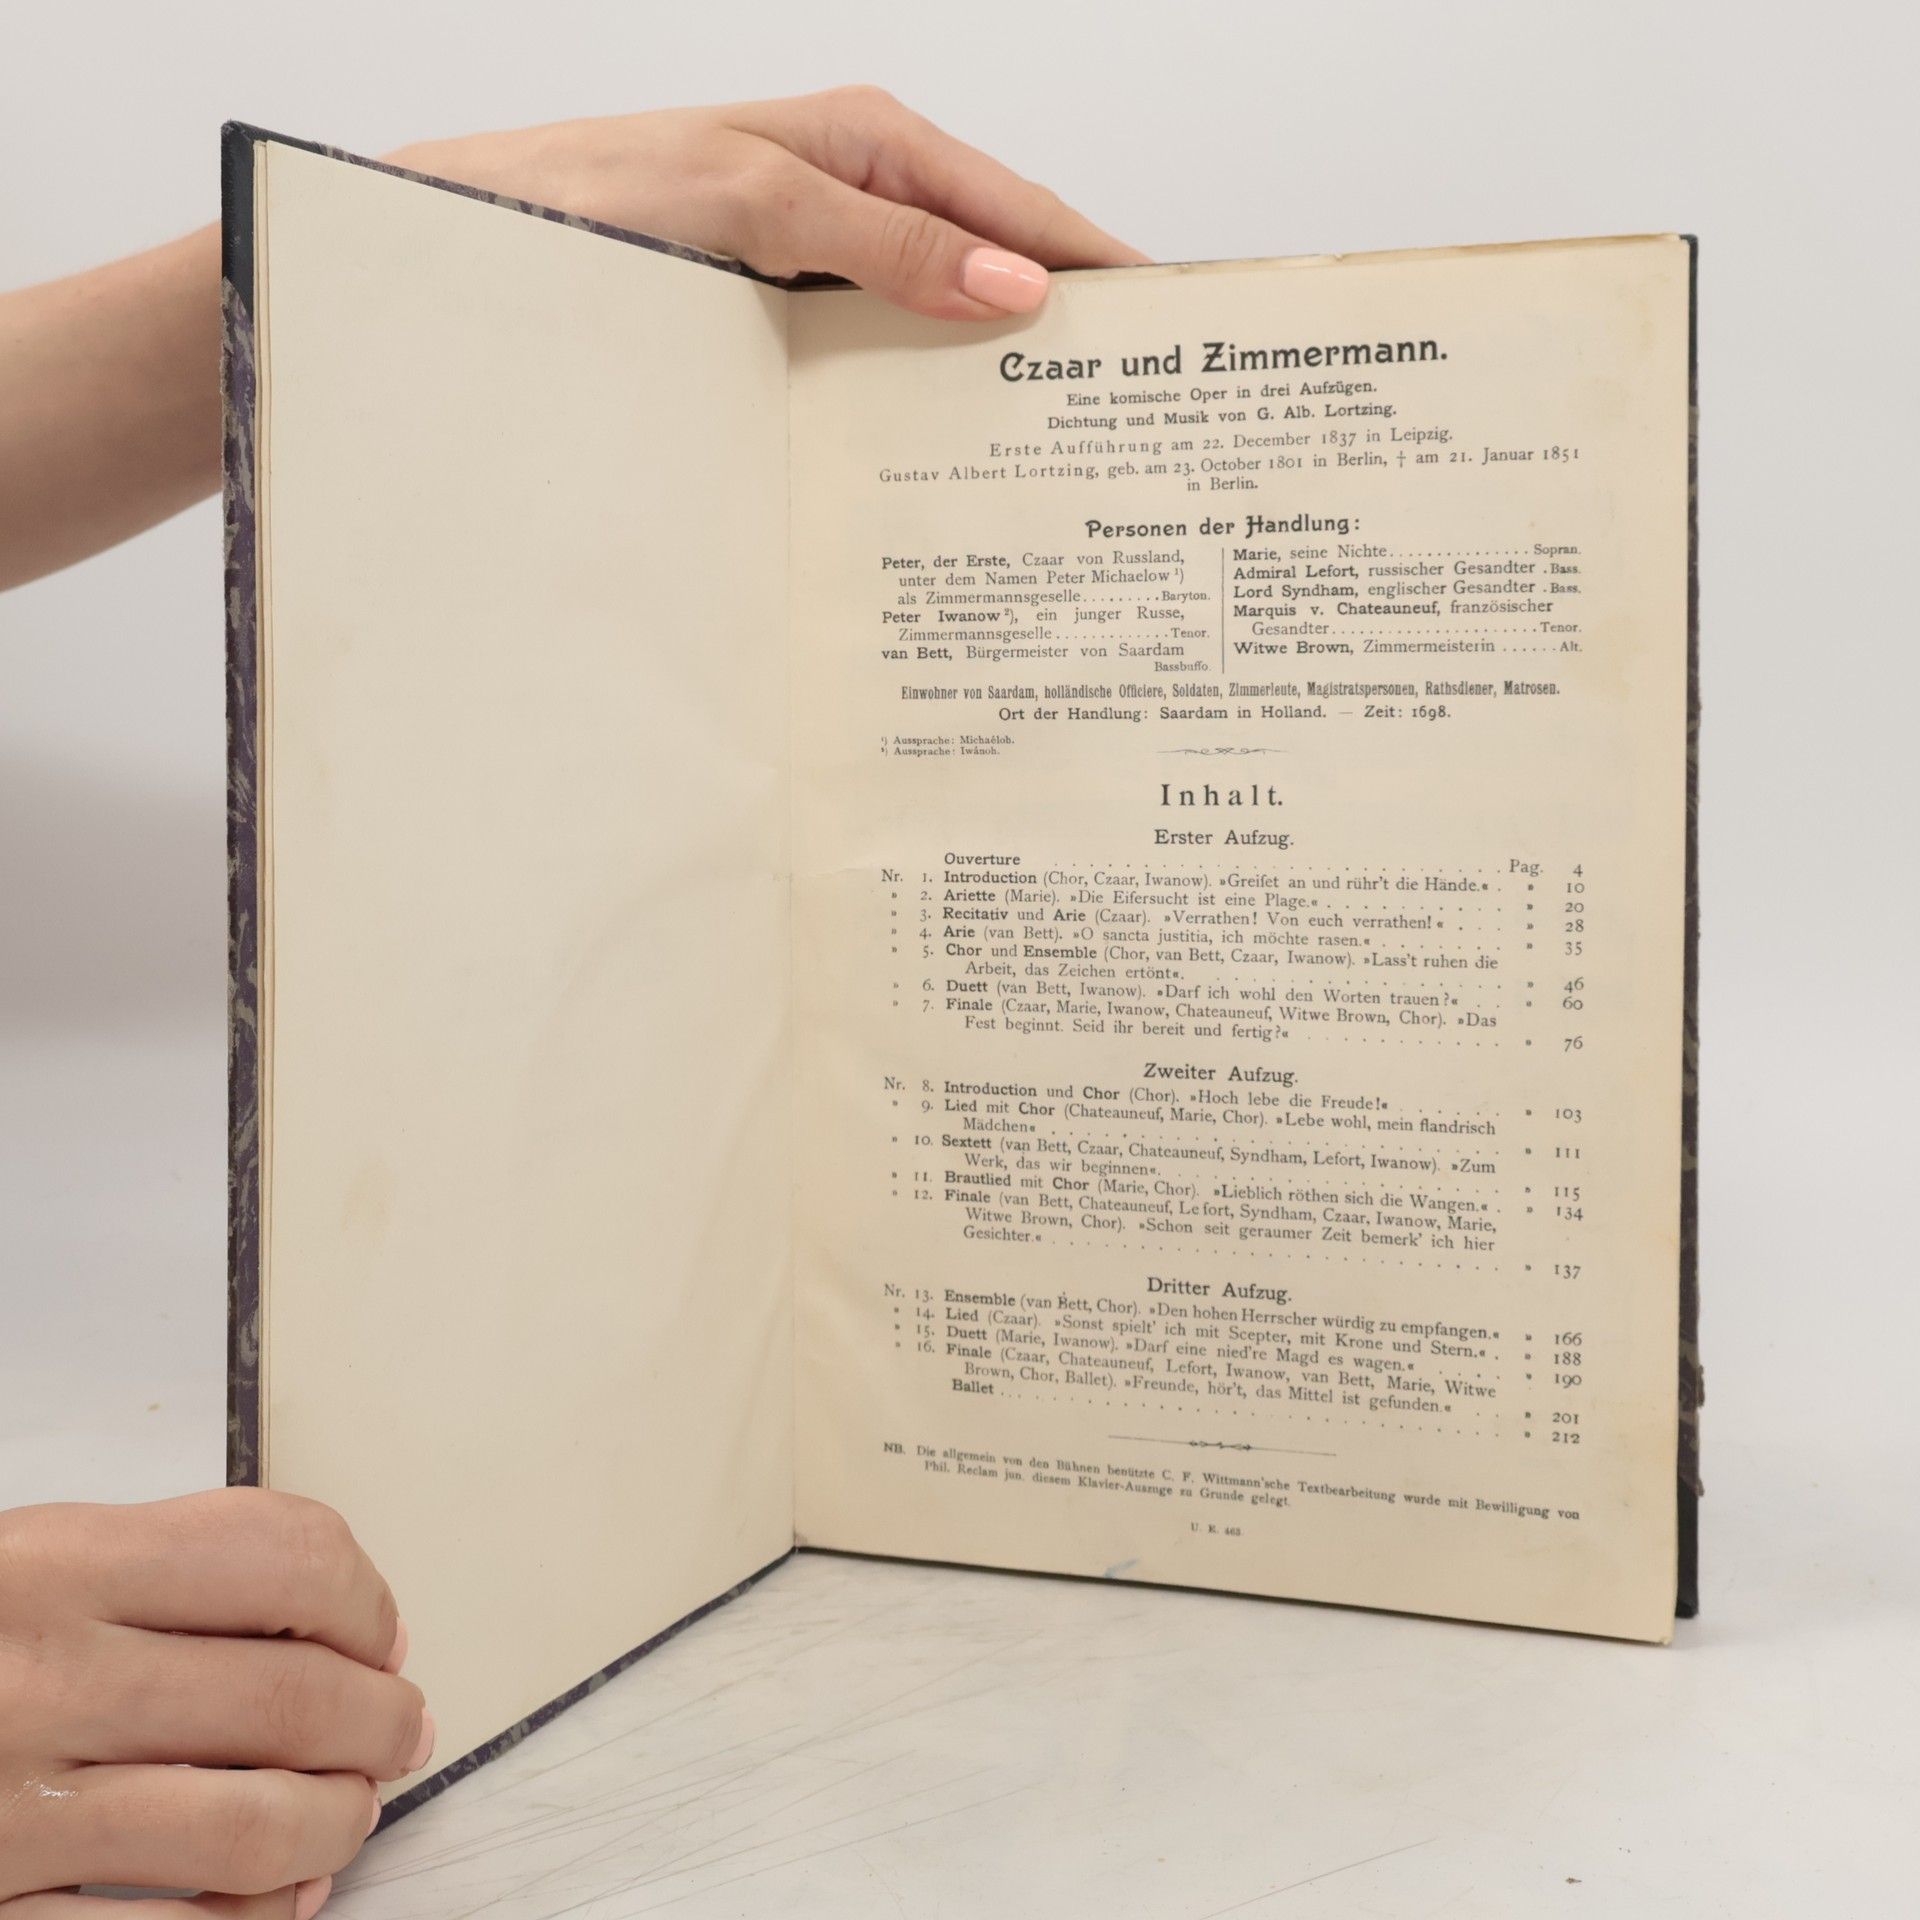 Czaar und Zimmermann.
Eine komische Oper in drei Aufzügen.
Dichtung und Musik von G. Alb. Lortzing.
Erste Aufführung am 22. December 1837 in Leipzig.
Gustav Albert Lortzing, geb. am 23. October 1801 in Berlin, † am 21. Januar 1851
in Berlin.
Personen der Handlung:
Peter, der Erste, Czaar von Russland,
unter dem Namen Peter Michaelow ¹)
als Zimmermannsgeselle.........Baryton.
Peter Iwanow ²), ein junger Russe,
Zimmermannsgeselle.............Tenor.
van Bett, Bürgermeister von Saardam
Bassbuffo.
Marie, seine Nichte...............Sopran.
Admiral Lefort, russischer Gesandter .Bass.
Lord Syndham, englischer Gesandter .Bass.
Marquis v. Chateauneuf, französischer
Gesandter......................Tenor.
Witwe Brown, Zimmermeisterin ......Alt.
Einwohner von Saardam, holländische Officiere, Soldaten, Zimmerleute, Magistratspersonen, Rathsdiener, Matrosen.
Ort der Handlung: Saardam in Holland. — Zeit: 1698.
¹) Aussprache: Michaëlob.
²) Aussprache: Iwánoh.
Inhalt.
Erster Aufzug.
Ouverture . . . . . . . . . . Pag. 4
Nr. 1. Introduction (Chor, Czaar, Iwanow). »Greifet an und rühr't die Hände.« . » 10
» 2. Ariette (Marie). »Die Eifersucht ist eine Plage.« . . . . . . » 20
» 3. Recitativ und Arie (Czaar). »Verrathen! Von euch verrathen!« . . . » 28
» 4. Arie (van Bett). »O sancta justitia, ich möchte rasen.« . . . . . » 35
» 5. Chor und Ensemble (Chor, van Bett, Czaar, Iwanow). »Lass't ruhen die
Arbeit, das Zeichen ertönt«. . . . . . . . . » 46
» 6. Duett (van Bett, Iwanow). »Darf ich wohl den Worten trauen?« . . » 60
» 7. Finale (Czaar, Marie, Iwanow, Chateauneuf, Witwe Brown, Chor). »Das
Fest beginnt. Seid ihr bereit und fertig?« . . . . . . . . » 76
Zweiter Aufzug.
Nr. 8. Introduction und Chor (Chor). »Hoch lebe die Freude!« . . . . . . » 103
» 9. Lied mit Chor (Chateauneuf, Marie, Chor). »Lebe wohl, mein flandrisch
Mädchen« . . . . . . . . . . » 111
» 10. Sextett (van Bett, Czaar, Chateauneuf, Syndham, Lefort, Iwanow). »Zum
Werk, das wir beginnen«. . . . . . . . . » 115
» 11. Brautlied mit Chor (Marie, Chor). »Lieblich röthen sich die Wangen.« . » 134
» 12. Finale (van Bett, Chateauneuf, Lefort, Syndham, Czaar, Iwanow, Marie,
Witwe Brown, Chor). »Schon seit geraumer Zeit bemerk' ich hier
Gesichter.« . . . . . . . . . . » 137
Dritter Aufzug.
Nr. 13. Ensemble (van Bett, Chor). »Den hohen Herrscher würdig zu empfangen.« » 166
» 14. Lied (Czaar). »Sonst spielt' ich mit Scepter, mit Krone und Stern.« . » 188
» 15. Duett (Marie, Iwanow). »Darf eine nied're Magd es wagen.« . . . . » 190
» 16. Finale (Czaar, Chateauneuf, Lefort, Iwanow, van Bett, Marie, Witwe
Brown, Chor, Ballet). »Freunde, hör't, das Mittel ist gefunden.« . . » 201
Ballet . . . . . . . . . . » 212
NB. Die allgemein von den Bühnen benützte C. F. Wittmann'sche Textbearbeitung wurde mit Bewilligung von
Phil. Reclam jun. diesem Klavier-Auszuge zu Grunde gelegt.
U. E. 463.